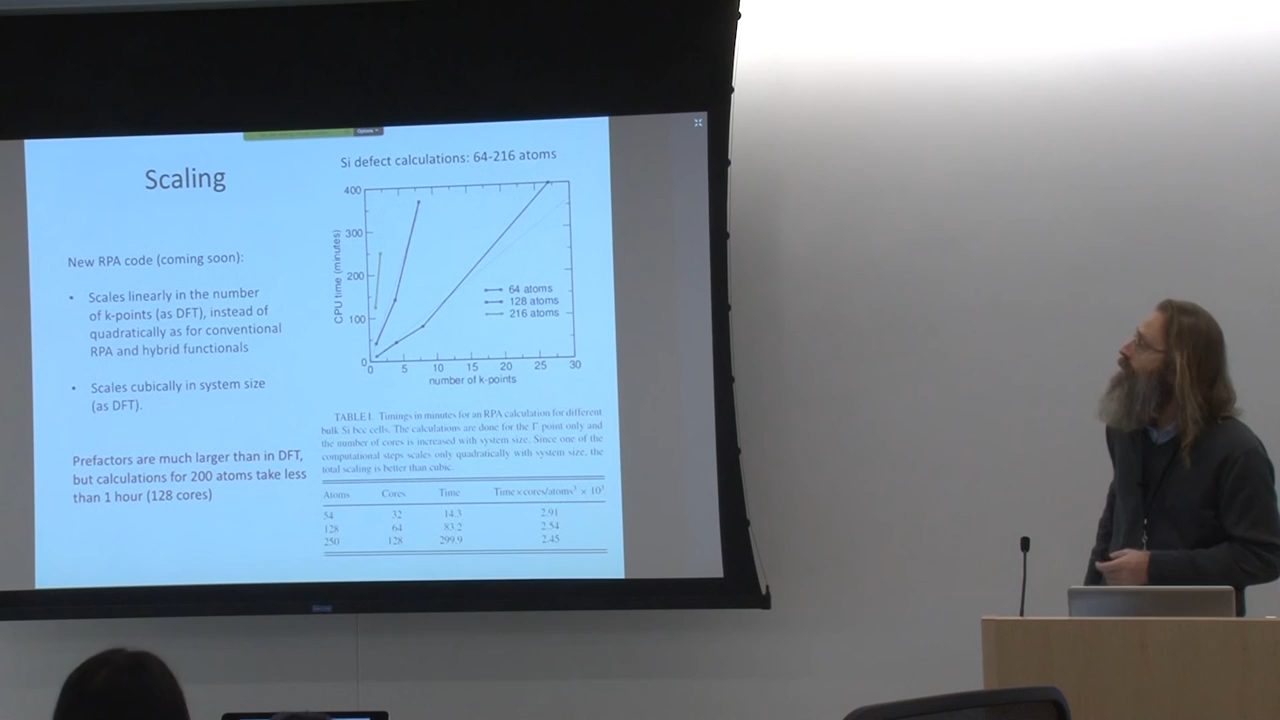 Options
Scaling
New RPA code (coming soon):
• Scales linearly in the number
of k-points (as DFT), instead of
quadratically as for conventional
RPA and hybrid functionals
• Scales cubically in system size
(as DFT).
Prefactors are much larger than in DFT,
but calculations for 200 atoms take less
than 1 hour (128 cores)
Si defect calculations: 64-216 atoms
CPU time (minutes)
400
300
200
100
0
64 atoms
128 atoms
216 atoms
0 5 10 15 20 25 30
number of k-points
TABLE I. Timings in minutes for an RPA calculation for different
bulk Si bcc cells. The calculations are done for the Γ point only and
the number of cores is increased with system size. Since one of the
computational steps scales only quadratically with system size, the
total scaling is better than cubic.
Atoms Cores Time Time×cores/atoms³ × 10³
54 32 14.3 2.91
128 64 83.2 2.54
250 128 299.9 2.45